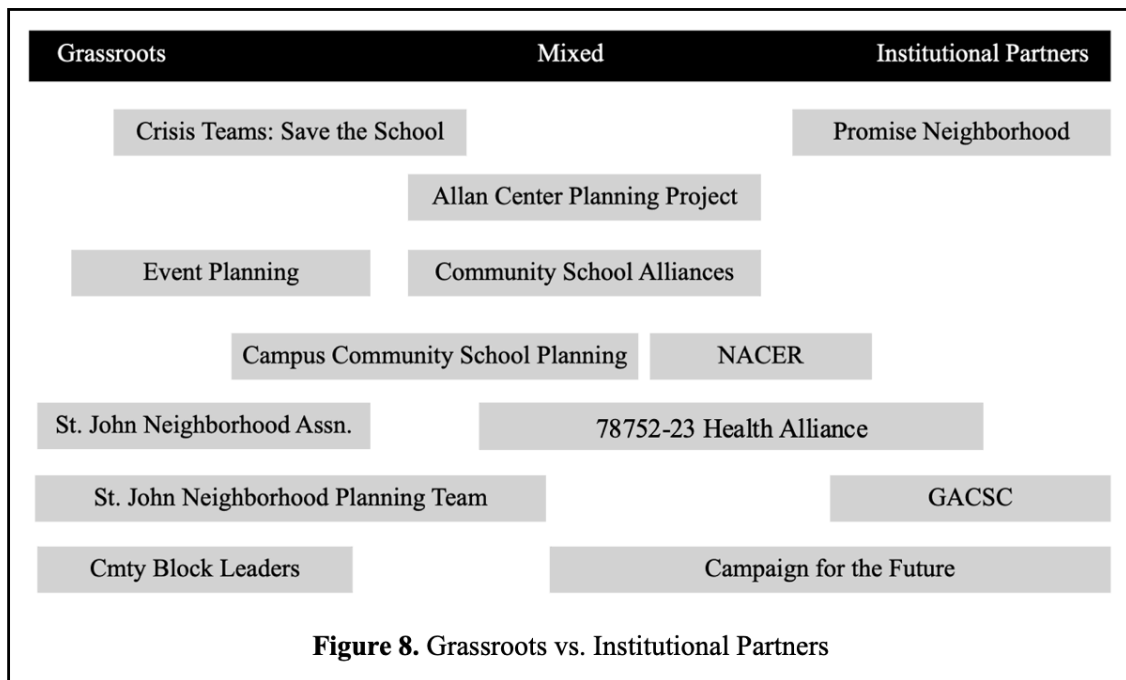 Grassroots Mixed Institutional Partners
Crisis Teams: Save the School Promise Neighborhood
Allan Center Planning Project
Event Planning Community School Alliances
Campus Community School Planning NACER
St. John Neighborhood Assn. 78752-23 Health Alliance
St. John Neighborhood Planning Team GACSC
Cmty Block Leaders Campaign for the Future
Figure 8. Grassroots vs. Institutional Partners